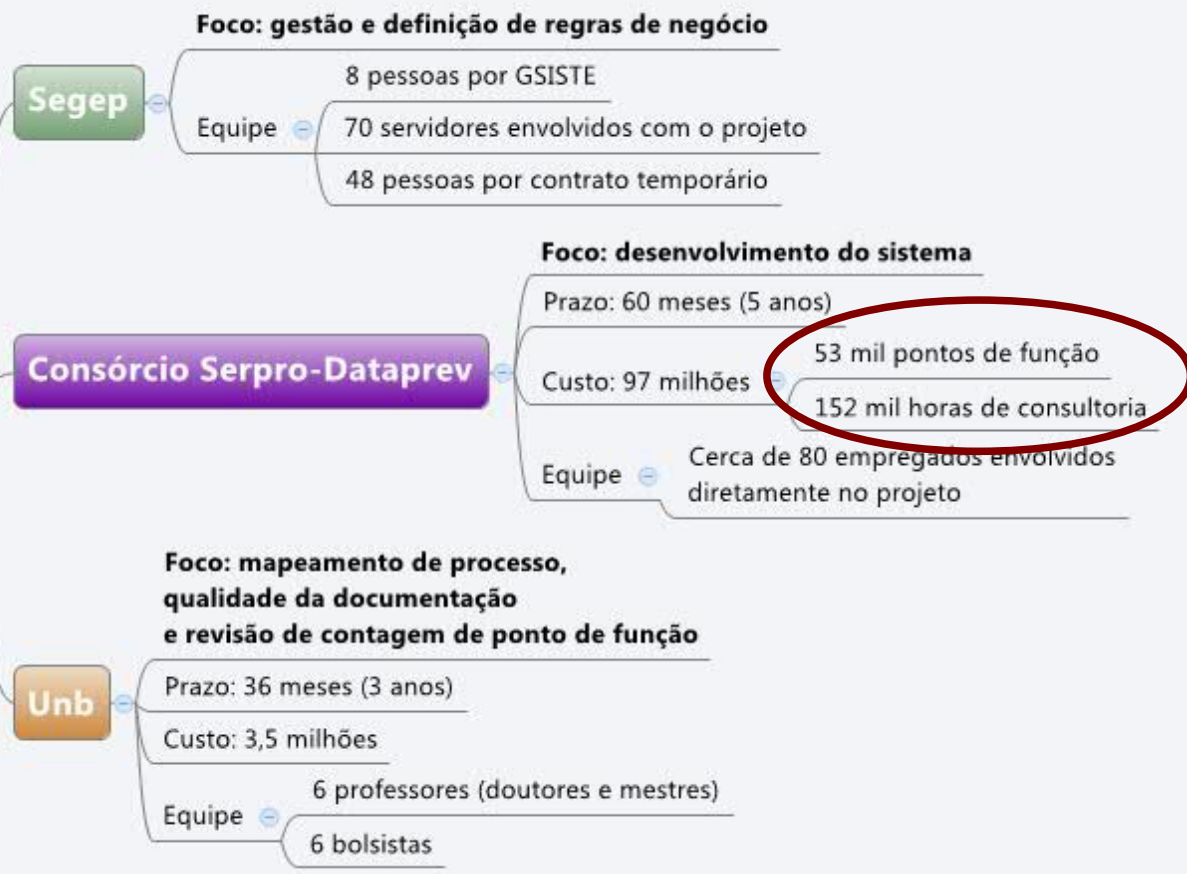 Foco: gestão e definição de regras de negócio
8 pessoas por GSISTE
Segep
Equipe
70 servidores envolvidos com o projeto
48 pessoas por contrato temporário
Foco: desenvolvimento do sistema
Prazo: 60 meses (5 anos)
53 mil pontos de função
Consórcio Serpro-Dataprev
Custo: 97 milhões
152 mil horas de consultoria
Equipe
Cerca de 80 empregados envolvidos
diretamente no projeto
Foco: mapeamento de processo,
qualidade da documentação
e revisão de contagem de ponto de função
Unb
Prazo: 36 meses (3 anos)
Custo: 3,5 milhões
Equipe
6 professores (doutores e mestres)
6 bolsistas